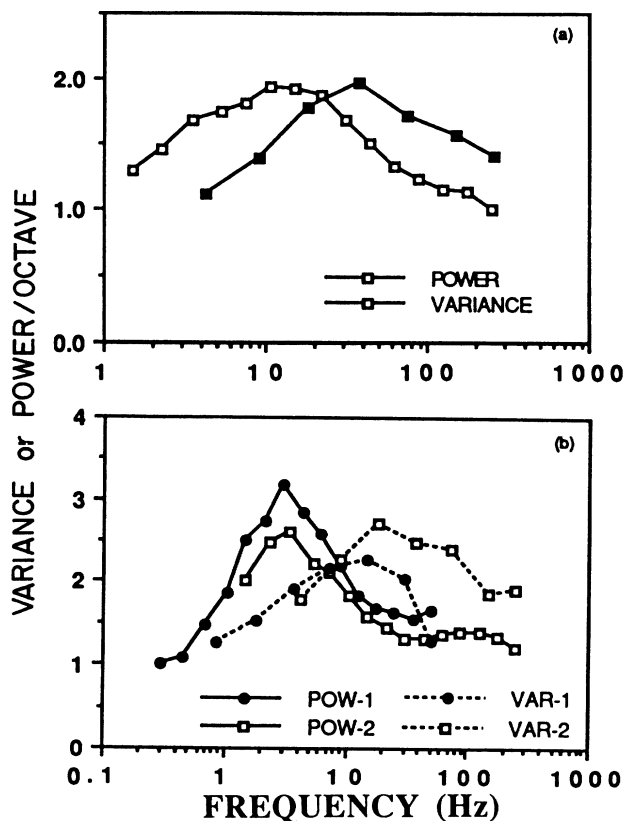 (a)
2.0
1.0
0.0
POWER
VARIANCE
1 10 100 1000
VARIANCE or POWER/OCTAVE
(b)
4
3
2
1
0
POW-1 VAR-1
POW-2 VAR-2
0.1 1 10 100 1000
FREQUENCY (Hz)